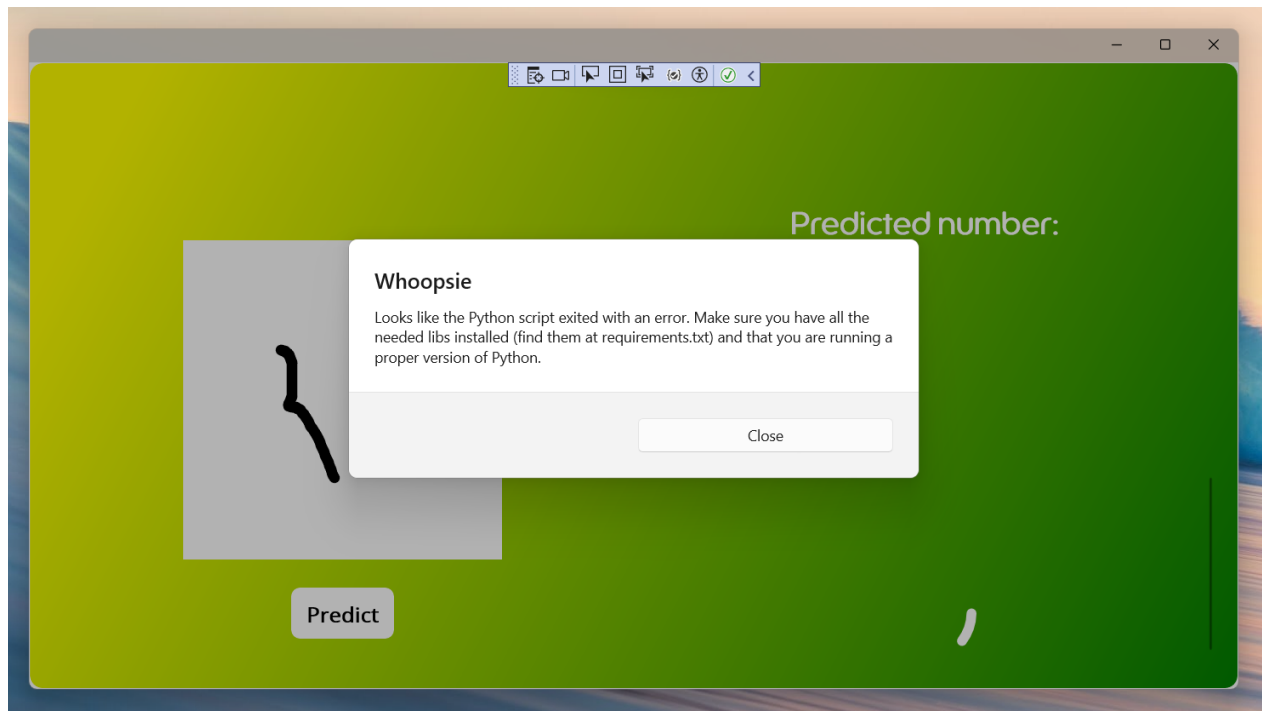 Predicted number:
Whoopsie
Looks like the Python script exited with an error. Make sure you have all the
needed libs installed (find them at requirements.txt) and that you are running a
proper version of Python.
Close
Predict